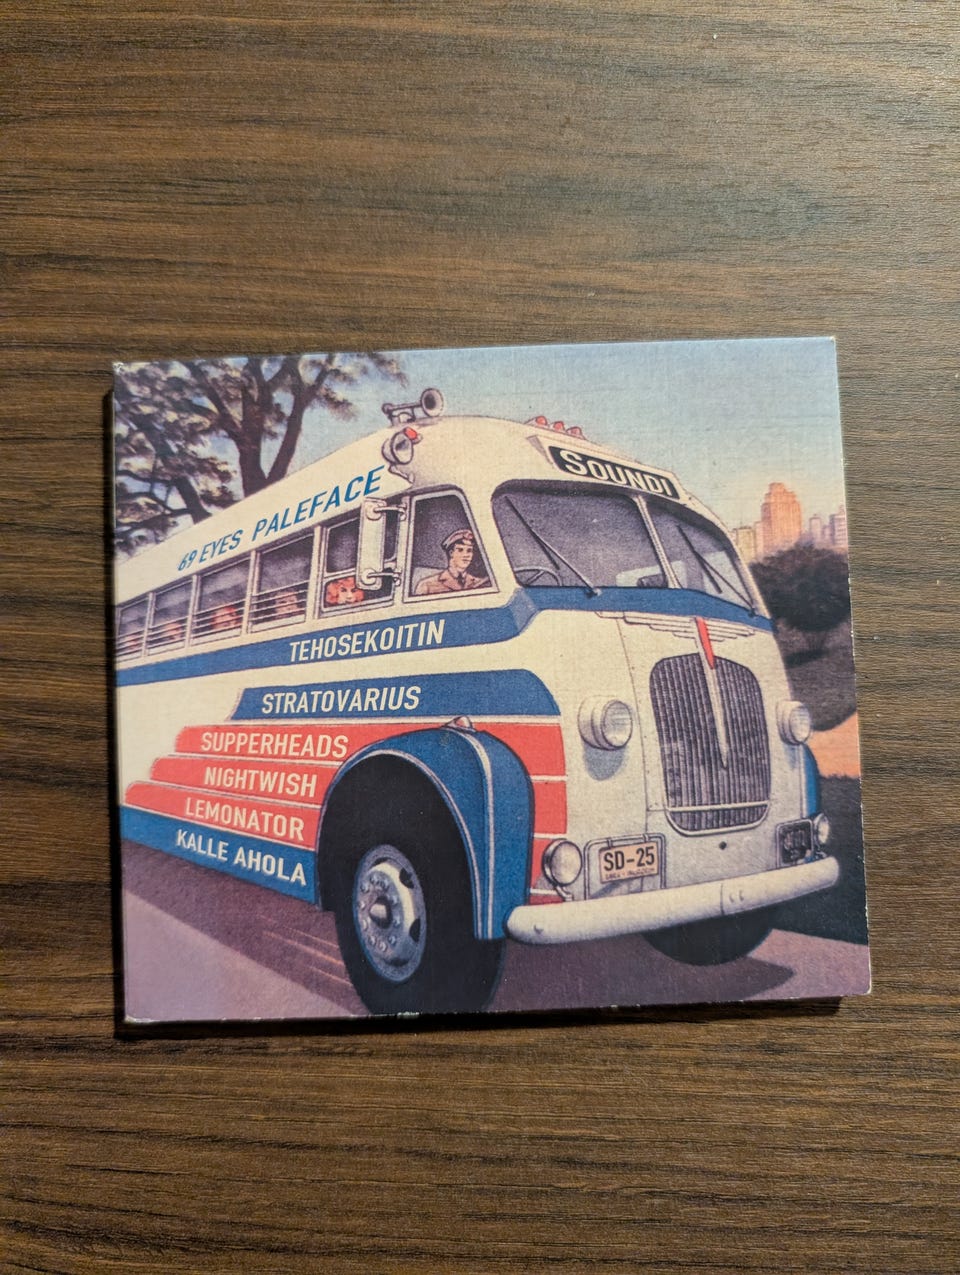 SOUNDI
69 EYES PALEFACE
TEHOSEKOITIN
STRATOVARIUS
SUPPERHEADS
NIGHTWISH
LEMONATOR
KALLE AHOLA
SD-25